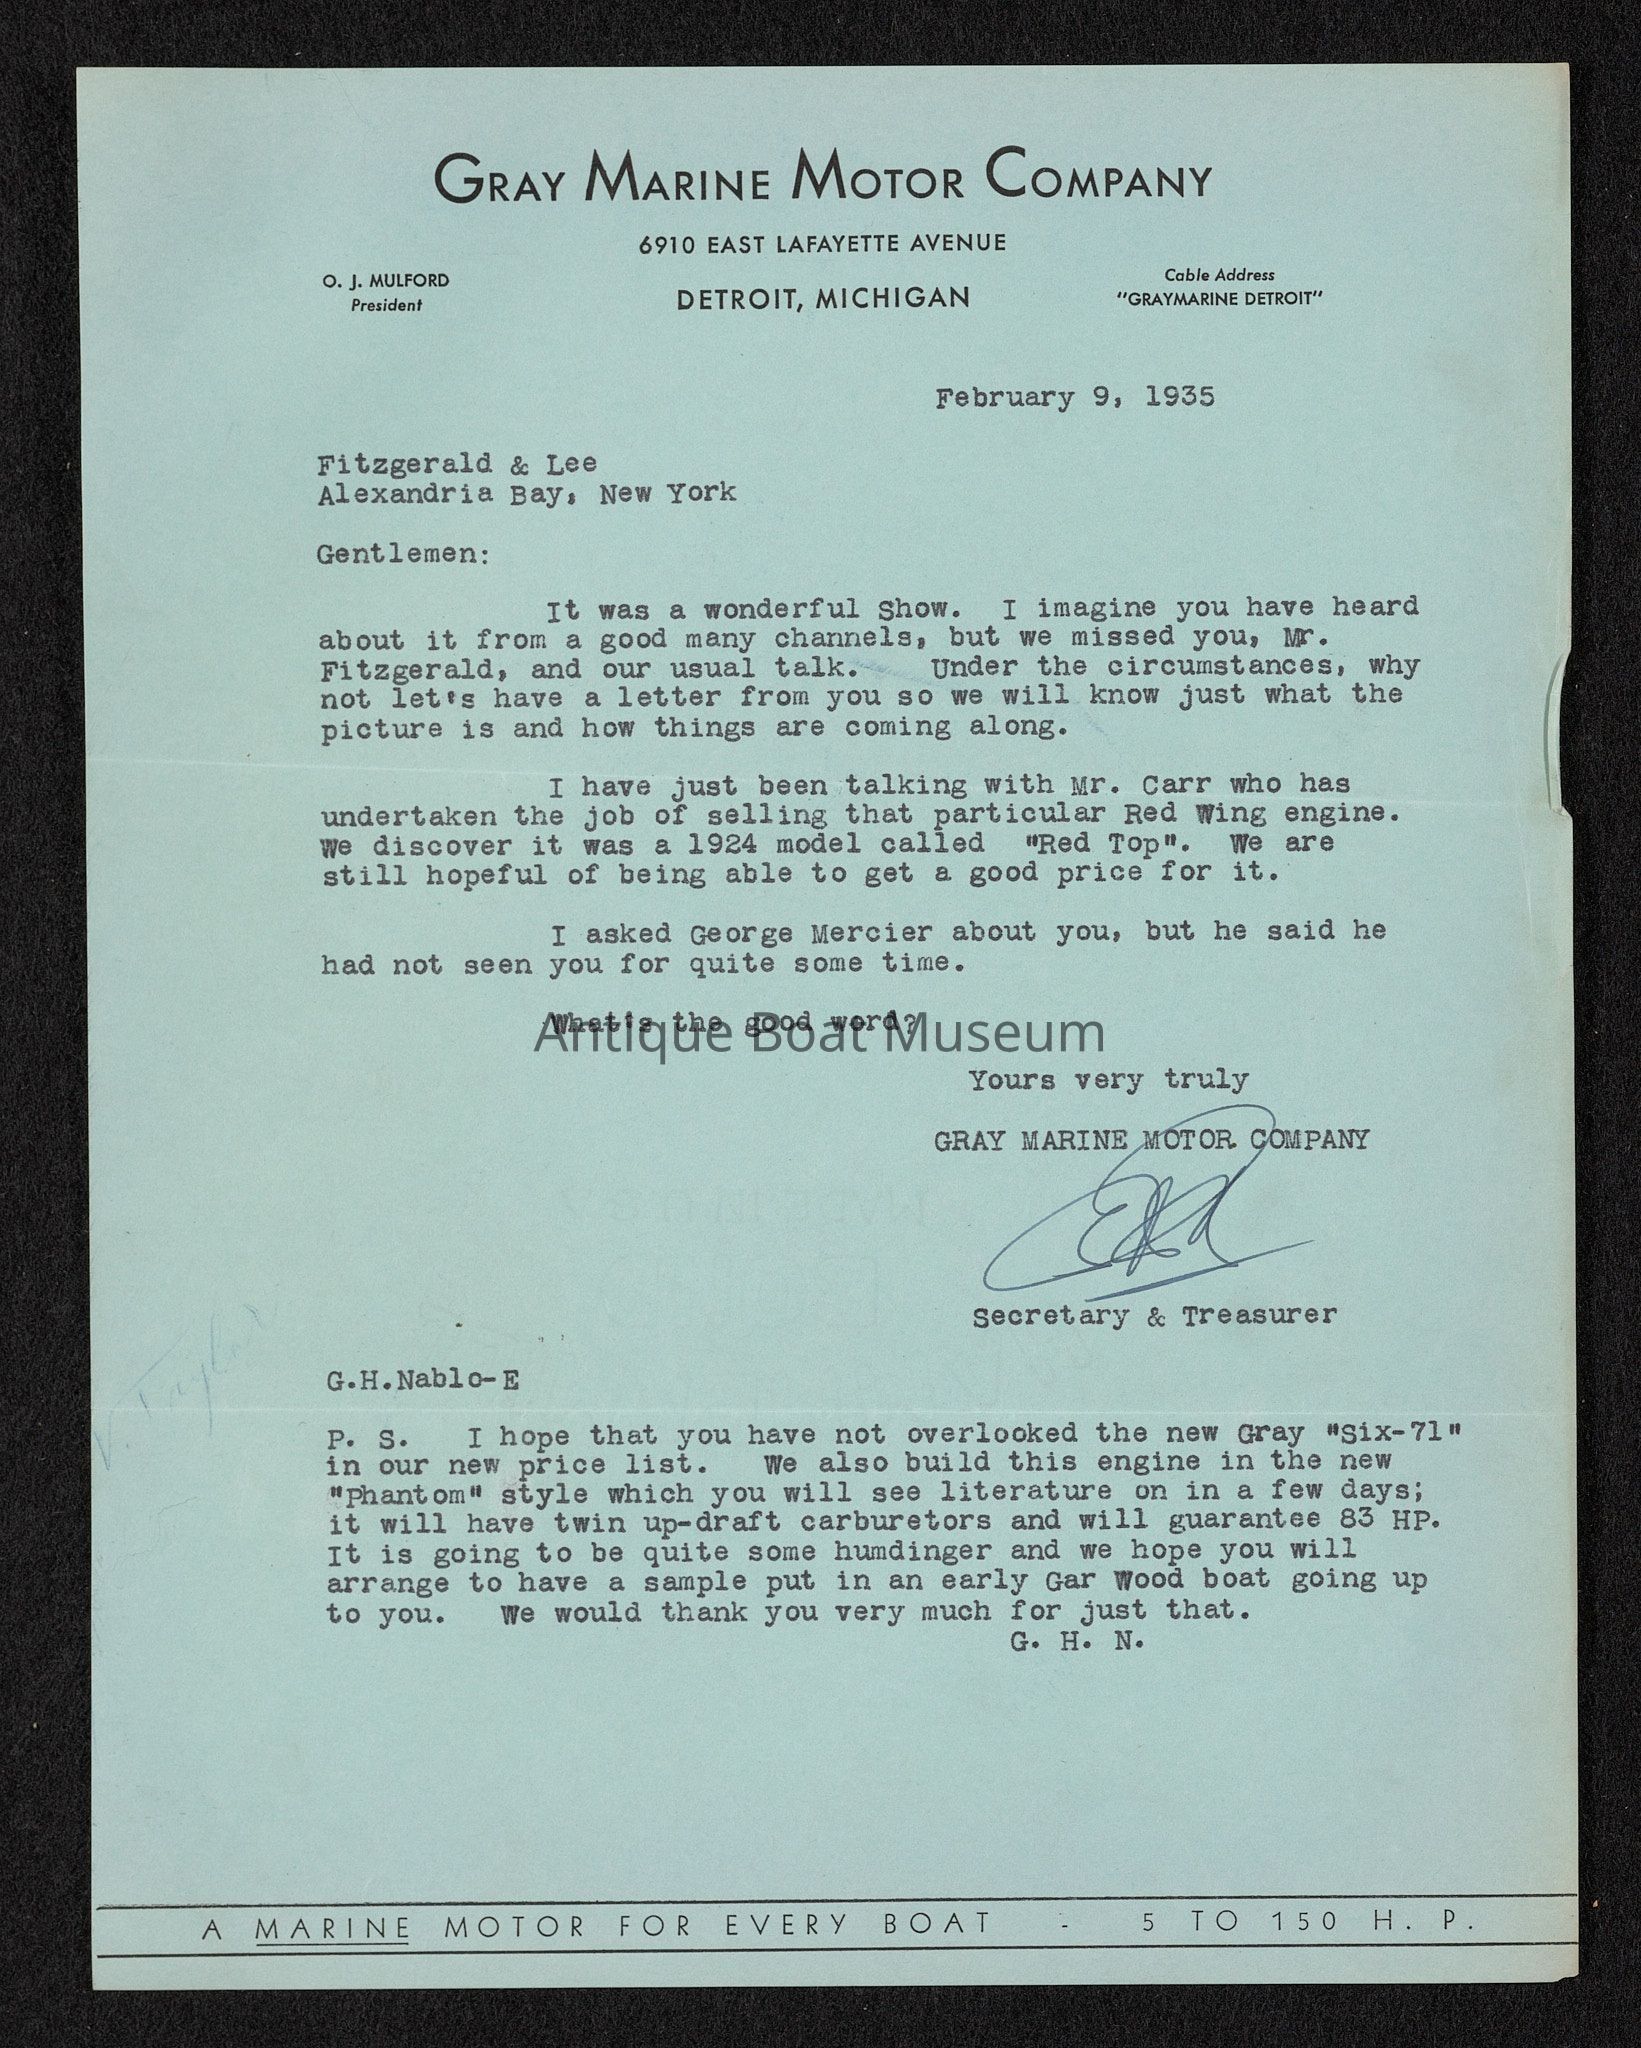 GRAY MARINE MOTOR COMPANY
6910 EAST LAFAYETTE AVENUE
O. J. MULFORD
President
DETROIT, MICHIGAN
Cable Address
"GRAYMARINE DETROIT"
February 9, 1935
Fitzgerald & Lee
Alexandria Bay, New York
Gentlemen:
It was a wonderful Show. I imagine you have heard
about it from a good many channels, but we missed you, Mr.
Fitzgerald, and our usual talk. Under the circumstances, why
not let's have a letter from you so we will know just what the
picture is and how things are coming along.
I have just been talking with Mr. Carr who has
undertaken the job of selling that particular Red Wing engine.
We discover it was a 1924 model called "Red Top". We are
still hopeful of being able to get a good price for it.
I asked George Mercier about you, but he said he
had not seen you for quite some time.
What's the good word?
Antique Boat Museum
Yours very truly
GRAY MARINE MOTOR COMPANY
Secretary & Treasurer
G.H.Nablo-E
V. Taylor
P. S. I hope that you have not overlooked the new Gray "Six-71"
in our new price list. We also build this engine in the new
"Phantom" style which you will see literature on in a few days;
it will have twin up-draft carburetors and will guarantee 83 HP.
It is going to be quite some humdinger and we hope you will
arrange to have a sample put in an early Gar Wood boat going up
to you. We would thank you very much for just that.
G. H. N.
A MARINE MOTOR FOR EVERY BOAT - 5 TO 150 H. P.